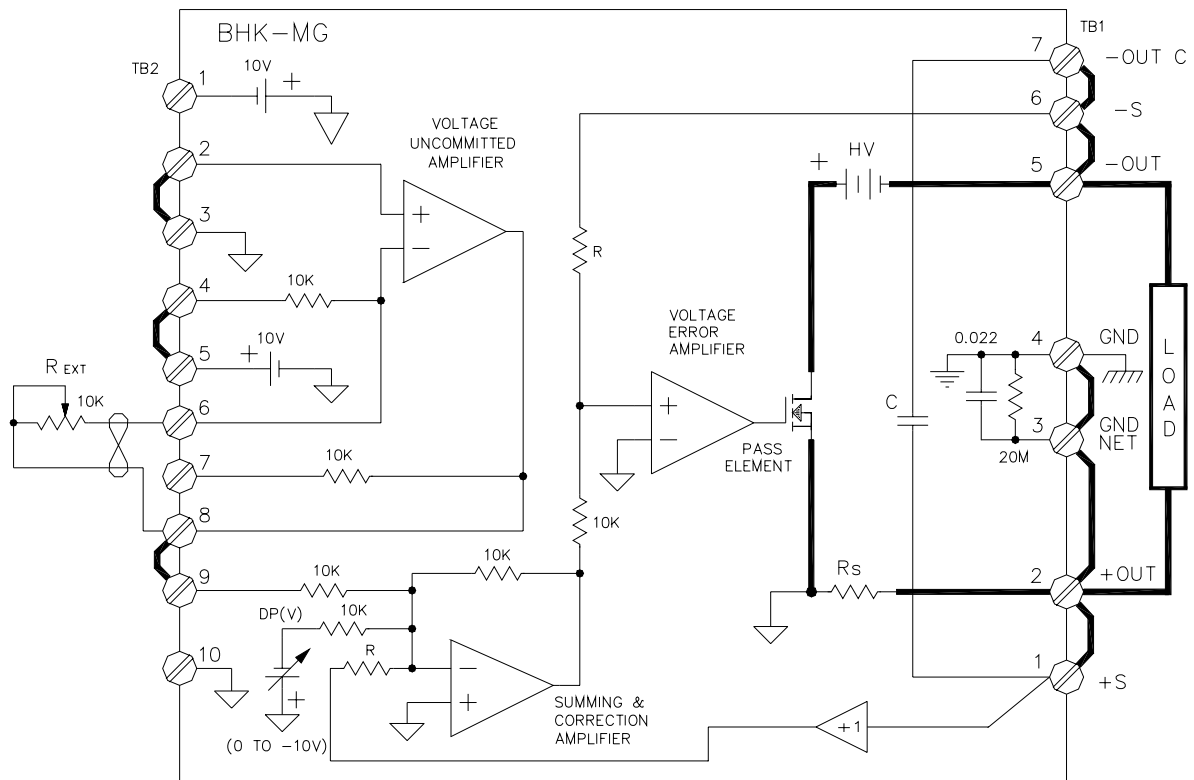 BHK-MG
TB2
TB1
1
10V
+
2
3
4
10K
5
+
10V
6
7
10K
8
9
10K
10
R EXT
10K
VOLTAGE
UNCOMMITTED
AMPLIFIER
+
−
DP(V)
10K
R
+
(0 TO -10V)
10K
−
+
SUMMING &
CORRECTION
AMPLIFIER
R
10K
VOLTAGE
ERROR
AMPLIFIER
+
−
PASS
ELEMENT
+
HV
C
RS
+1
0.022
20M
7
-OUT C
6
-S
5
-OUT
4
GND
3
GND
NET
2
+OUT
1
+S
LOAD